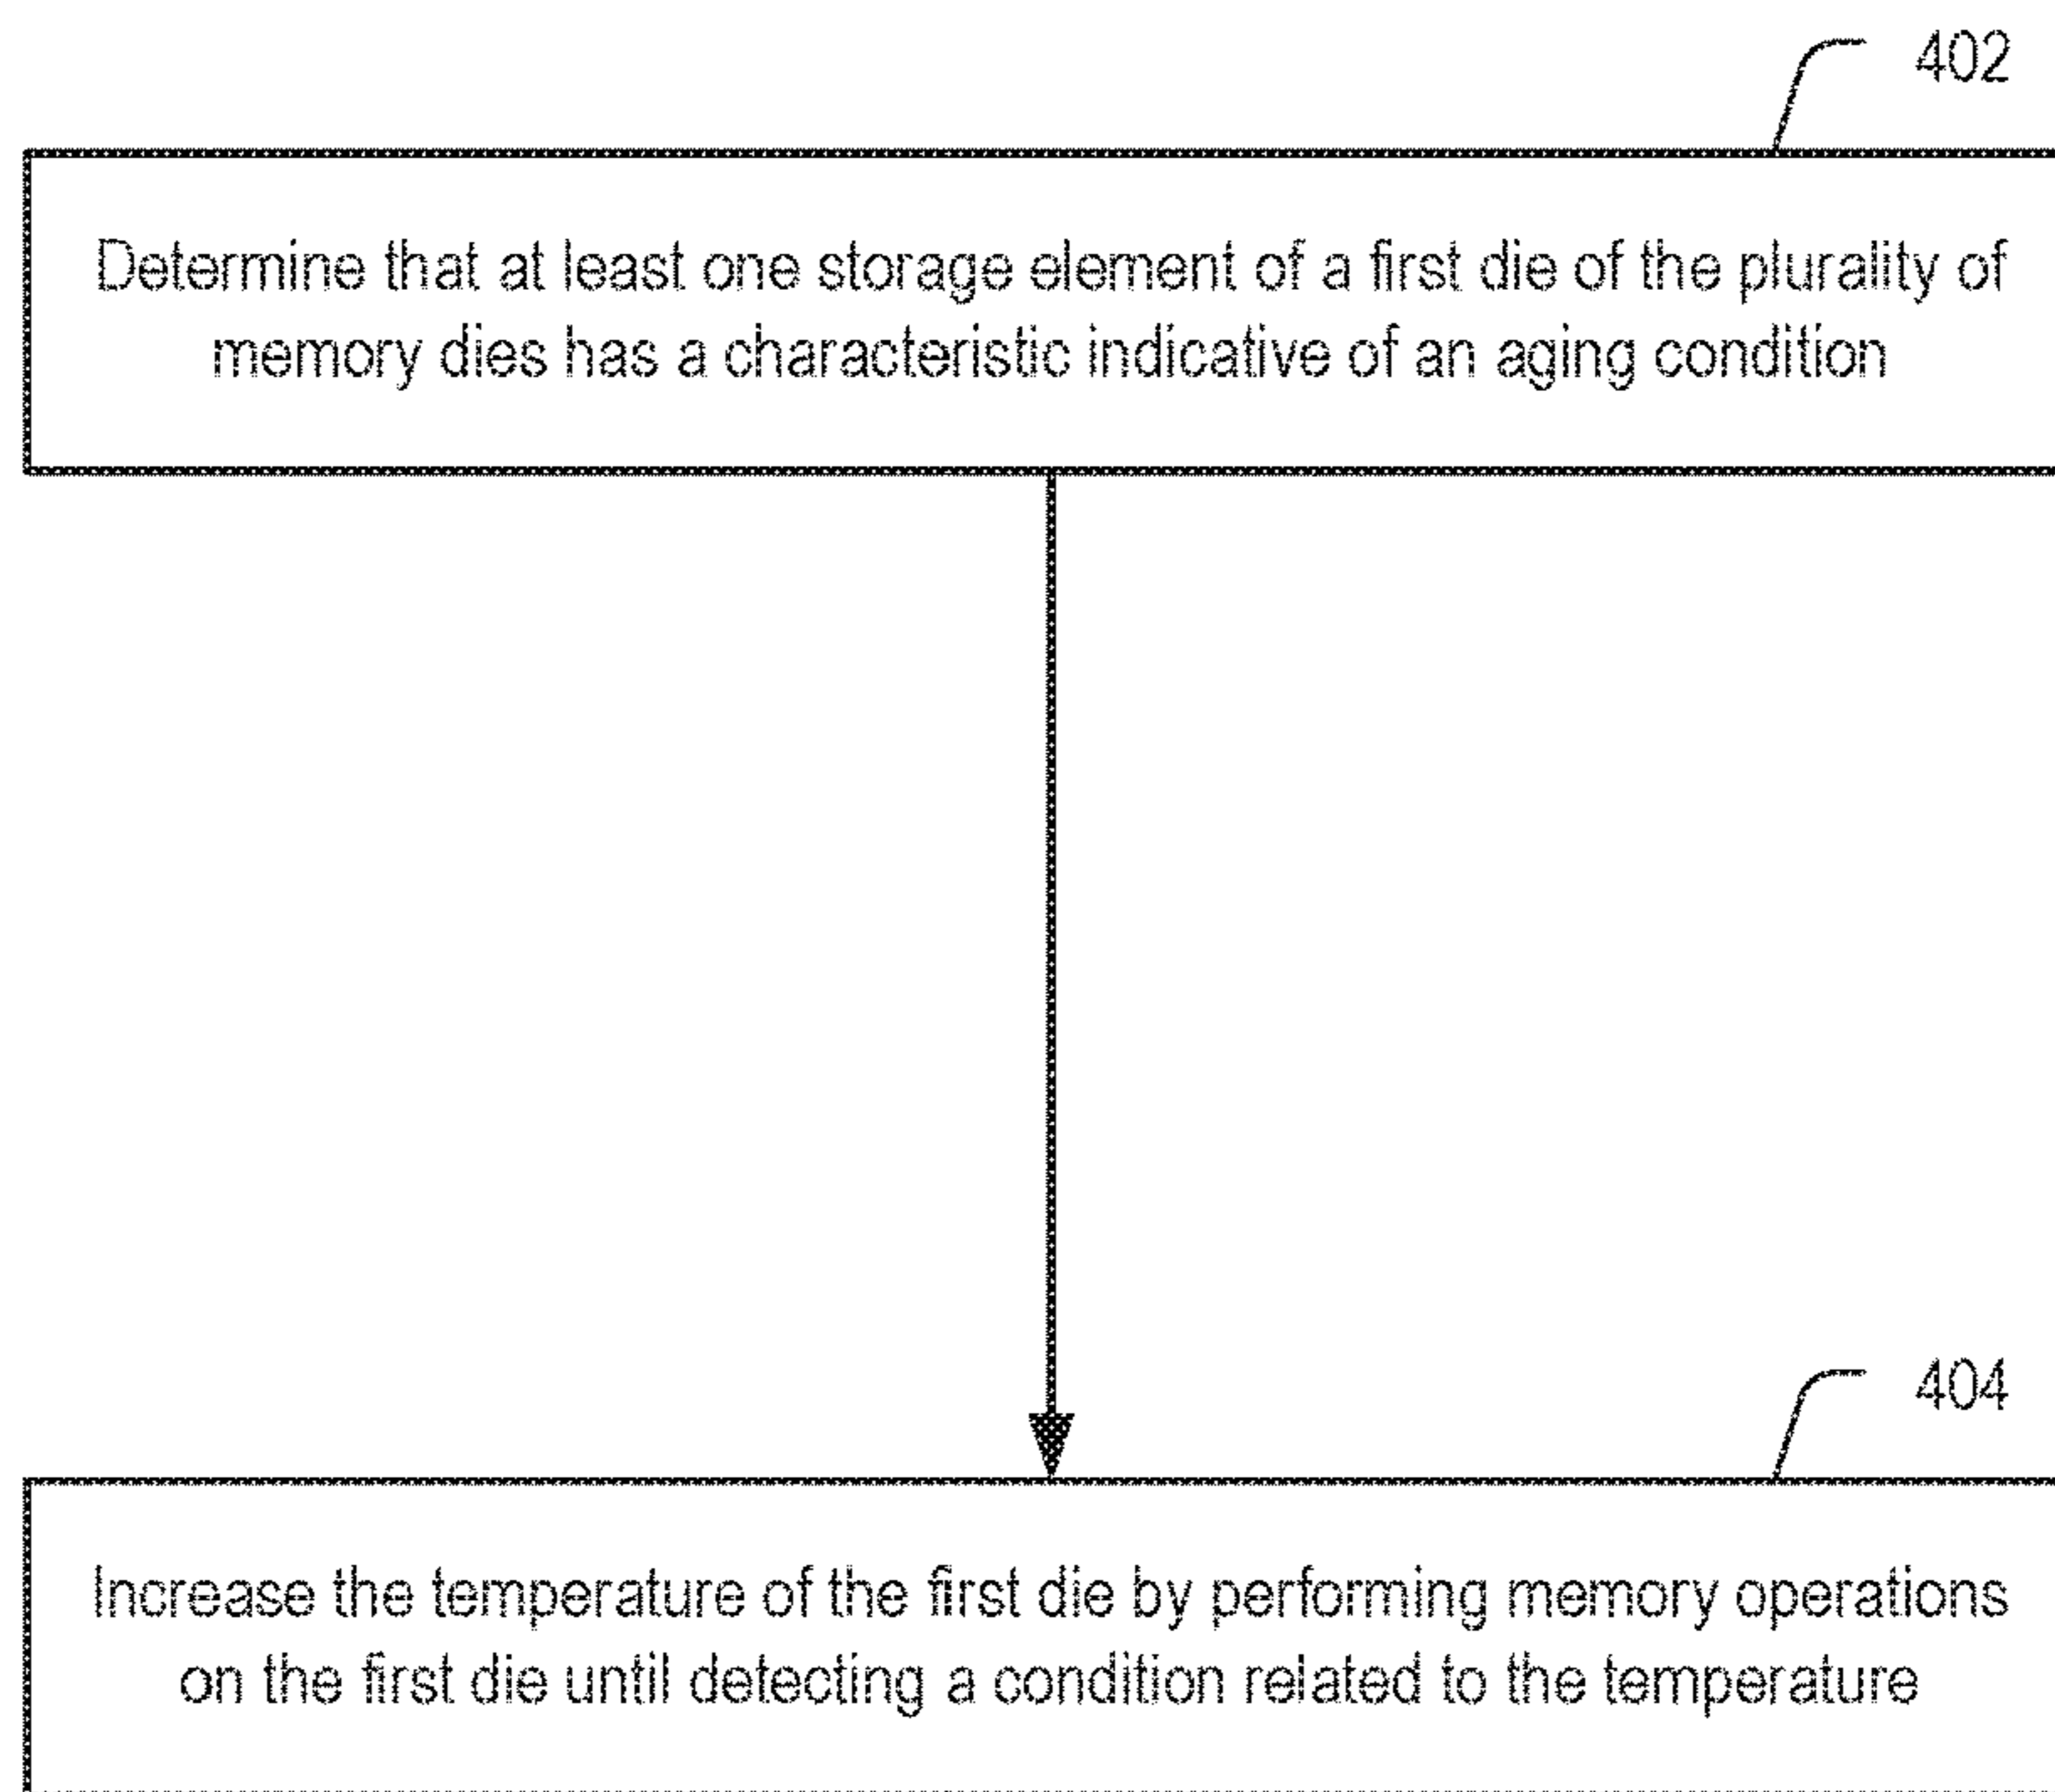 402
Determine that at least one storage element of a first die of the plurality of
memory dies has a characteristic indicative of an aging condition
404
Increase the temperature of the first die by performing memory operations
on the first die until detecting a condition related to the temperature